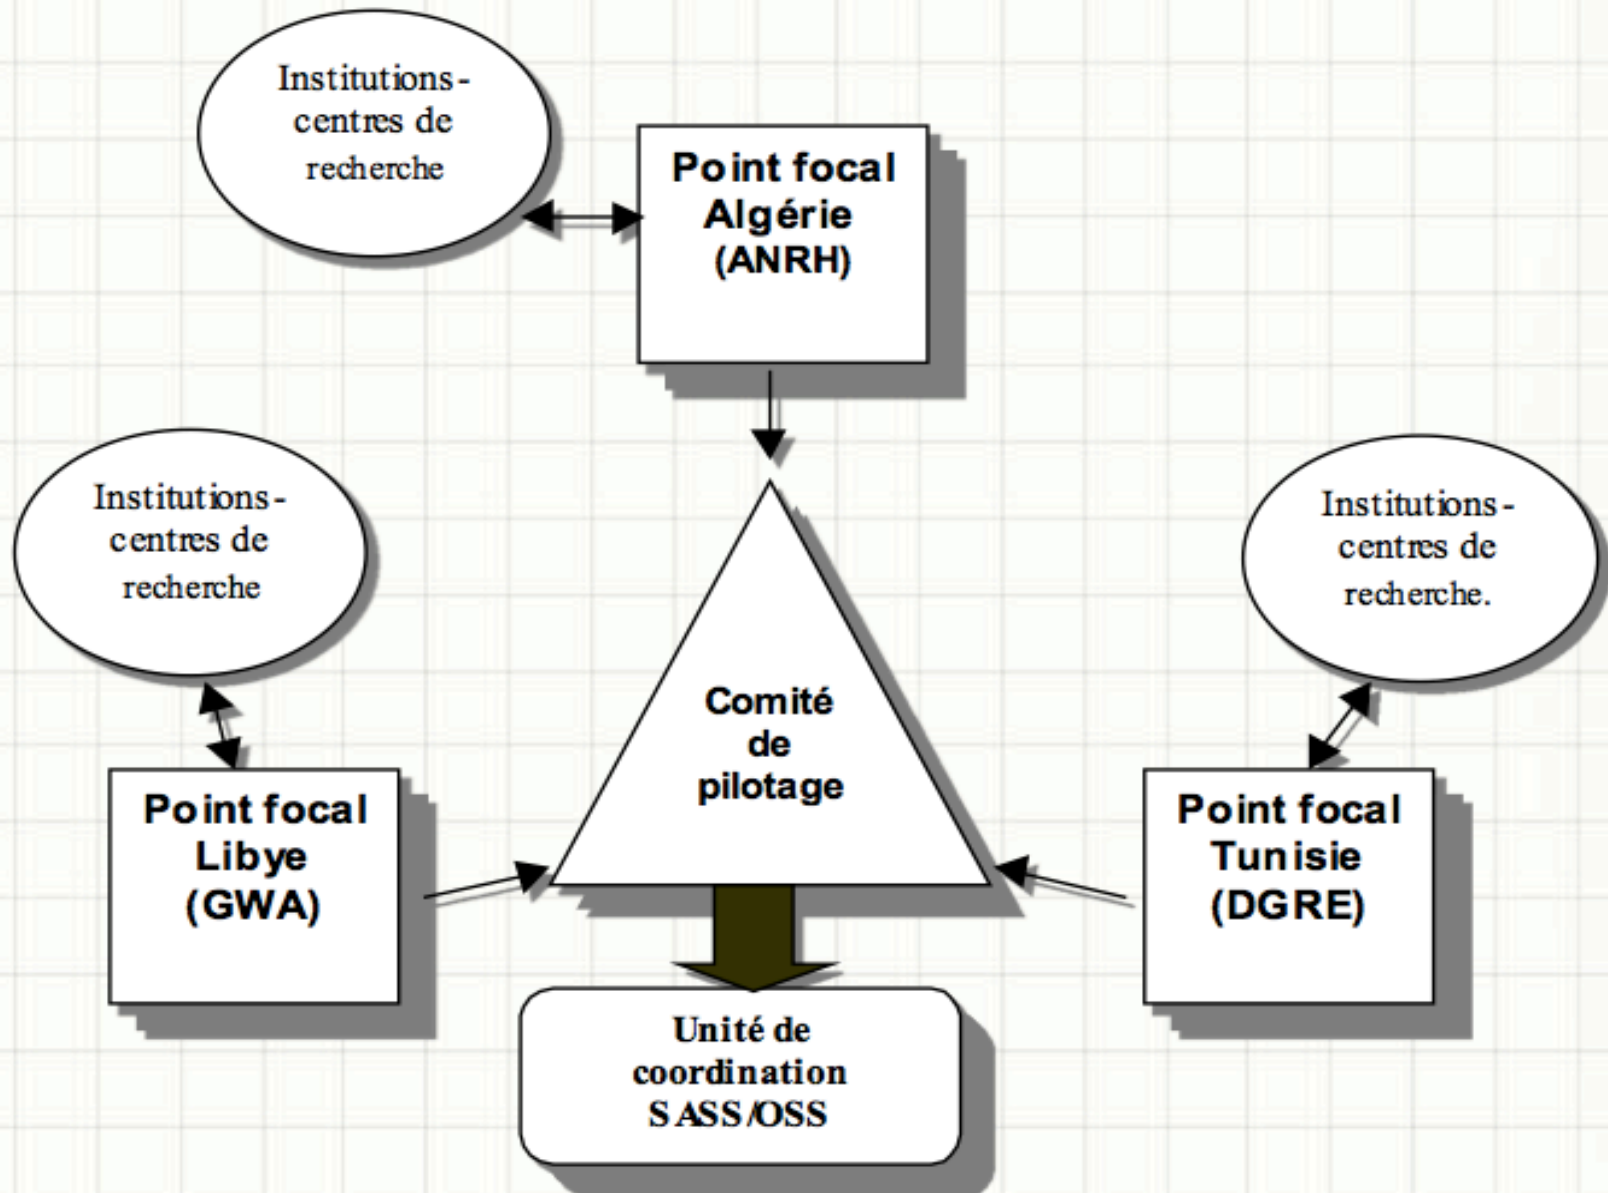 Institutions-
centres de
recherche
Point focal
Algérie
(ANRH)
Institutions-
centres de
recherche
Institutions-
centres de
recherche.
Comité
de
pilotage
Point focal
Libye
(GWA)
Point focal
Tunisie
(DGRE)
Unité de
coordination
SASS/OSS